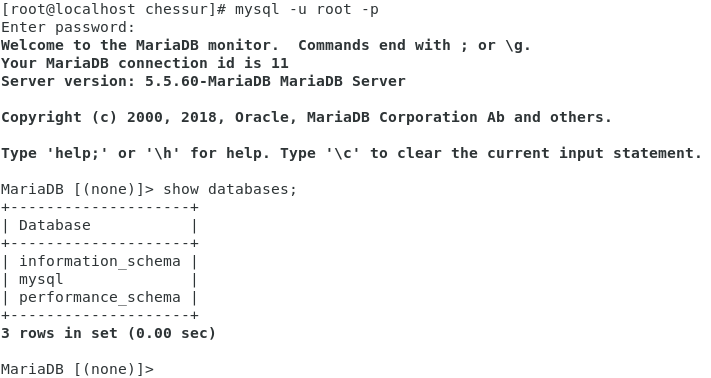 [root@localhost chessur]# mysql -u root -p
Enter password:
Welcome to the MariaDB monitor.  Commands end with ; or \g.
Your MariaDB connection id is 11
Server version: 5.5.60-MariaDB MariaDB Server

Copyright (c) 2000, 2018, Oracle, MariaDB Corporation Ab and others.

Type 'help;' or '\h' for help. Type '\c' to clear the current input statement.

MariaDB [(none)]> show databases;
+--------------------+
| Database           |
+--------------------+
| information_schema |
| mysql              |
| performance_schema |
+--------------------+
3 rows in set (0.00 sec)

MariaDB [(none)]>